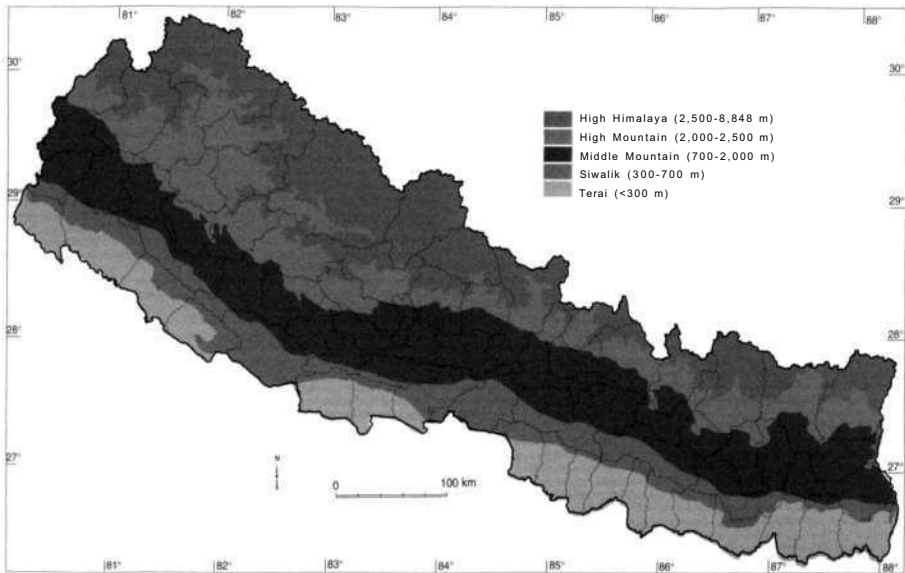 81° 82° 83° 84° 85° 86° 87° 88°
30° 30°
High Himalaya (2,500-8,848 m)
High Mountain (2,000-2,500 m)
Middle Mountain (700-2,000 m)
Siwalik (300-700 m)
Terai (<300 m)
29° 29°
28° 28°
27° 27°
N
0 100 km
81° 82° 83° 84° 85° 86° 87° 88°